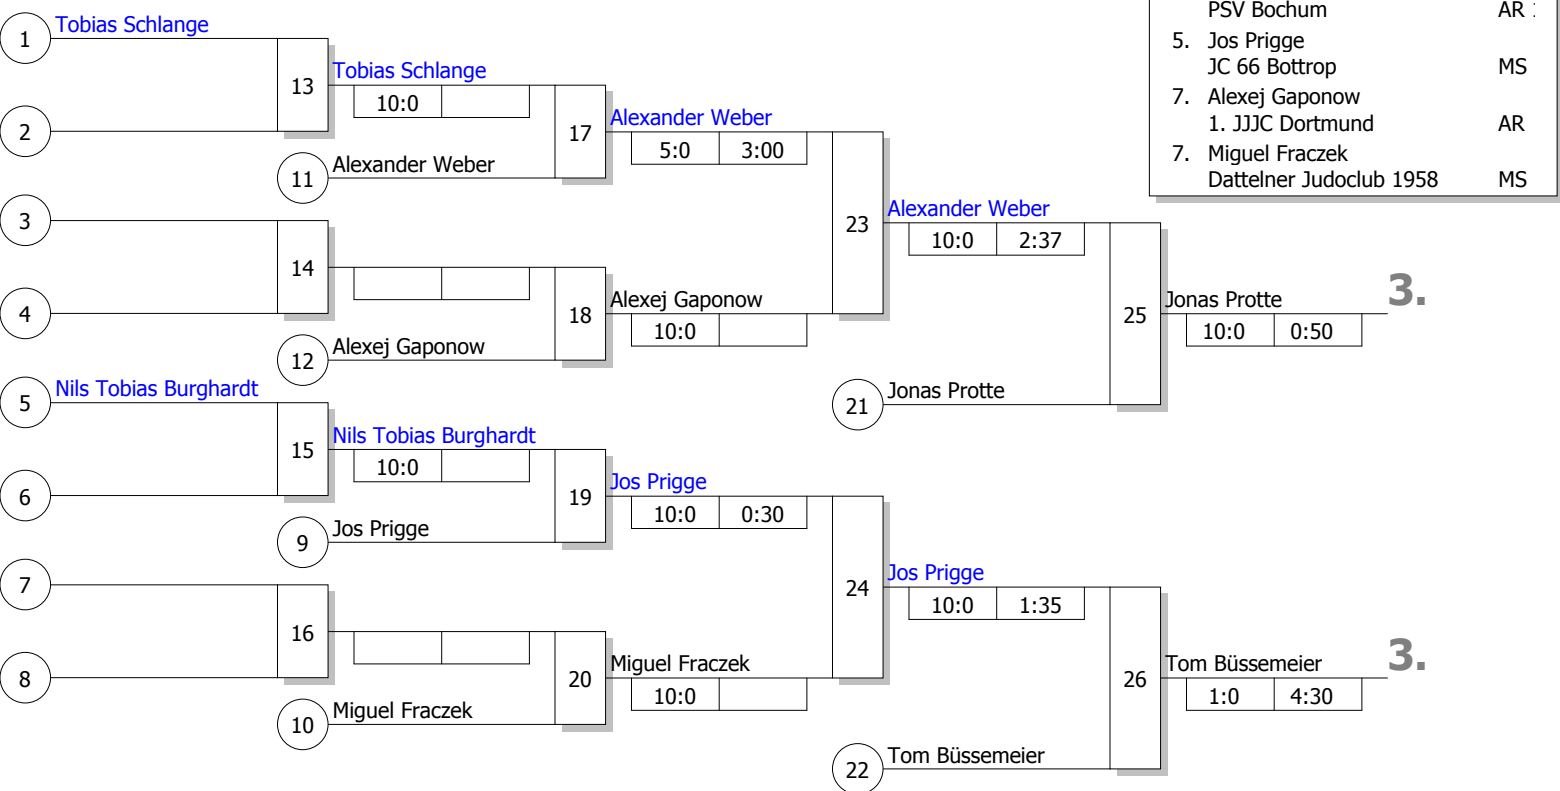 1 Tobias Schlange
2
13 Tobias Schlange
10:0
11 Alexander Weber
17 Alexander Weber
5:0 3:00
3
4
14
12 Alexej Gaponow
18 Alexej Gaponow
10:0
23 Alexander Weber
10:0 2:37
21 Jonas Protte
25 Jonas Protte 3.
10:0 0:50
5 Nils Tobias Burghardt
6
15 Nils Tobias Burghardt
10:0
9 Jos Prigge
19 Jos Prigge
10:0 0:30
7
8
16
10 Miguel Fraczek
20 Miguel Fraczek
10:0
24 Jos Prigge
10:0 1:35
22 Tom Büssemeier
26 Tom Büssemeier 3.
1:0 4:30
PSV Bochum AR
5. Jos Prigge
JC 66 Bottrop MS
7. Alexej Gaponow
1. JJJC Dortmund AR
7. Miguel Fraczek
Dattelner Judoclub 1958 MS